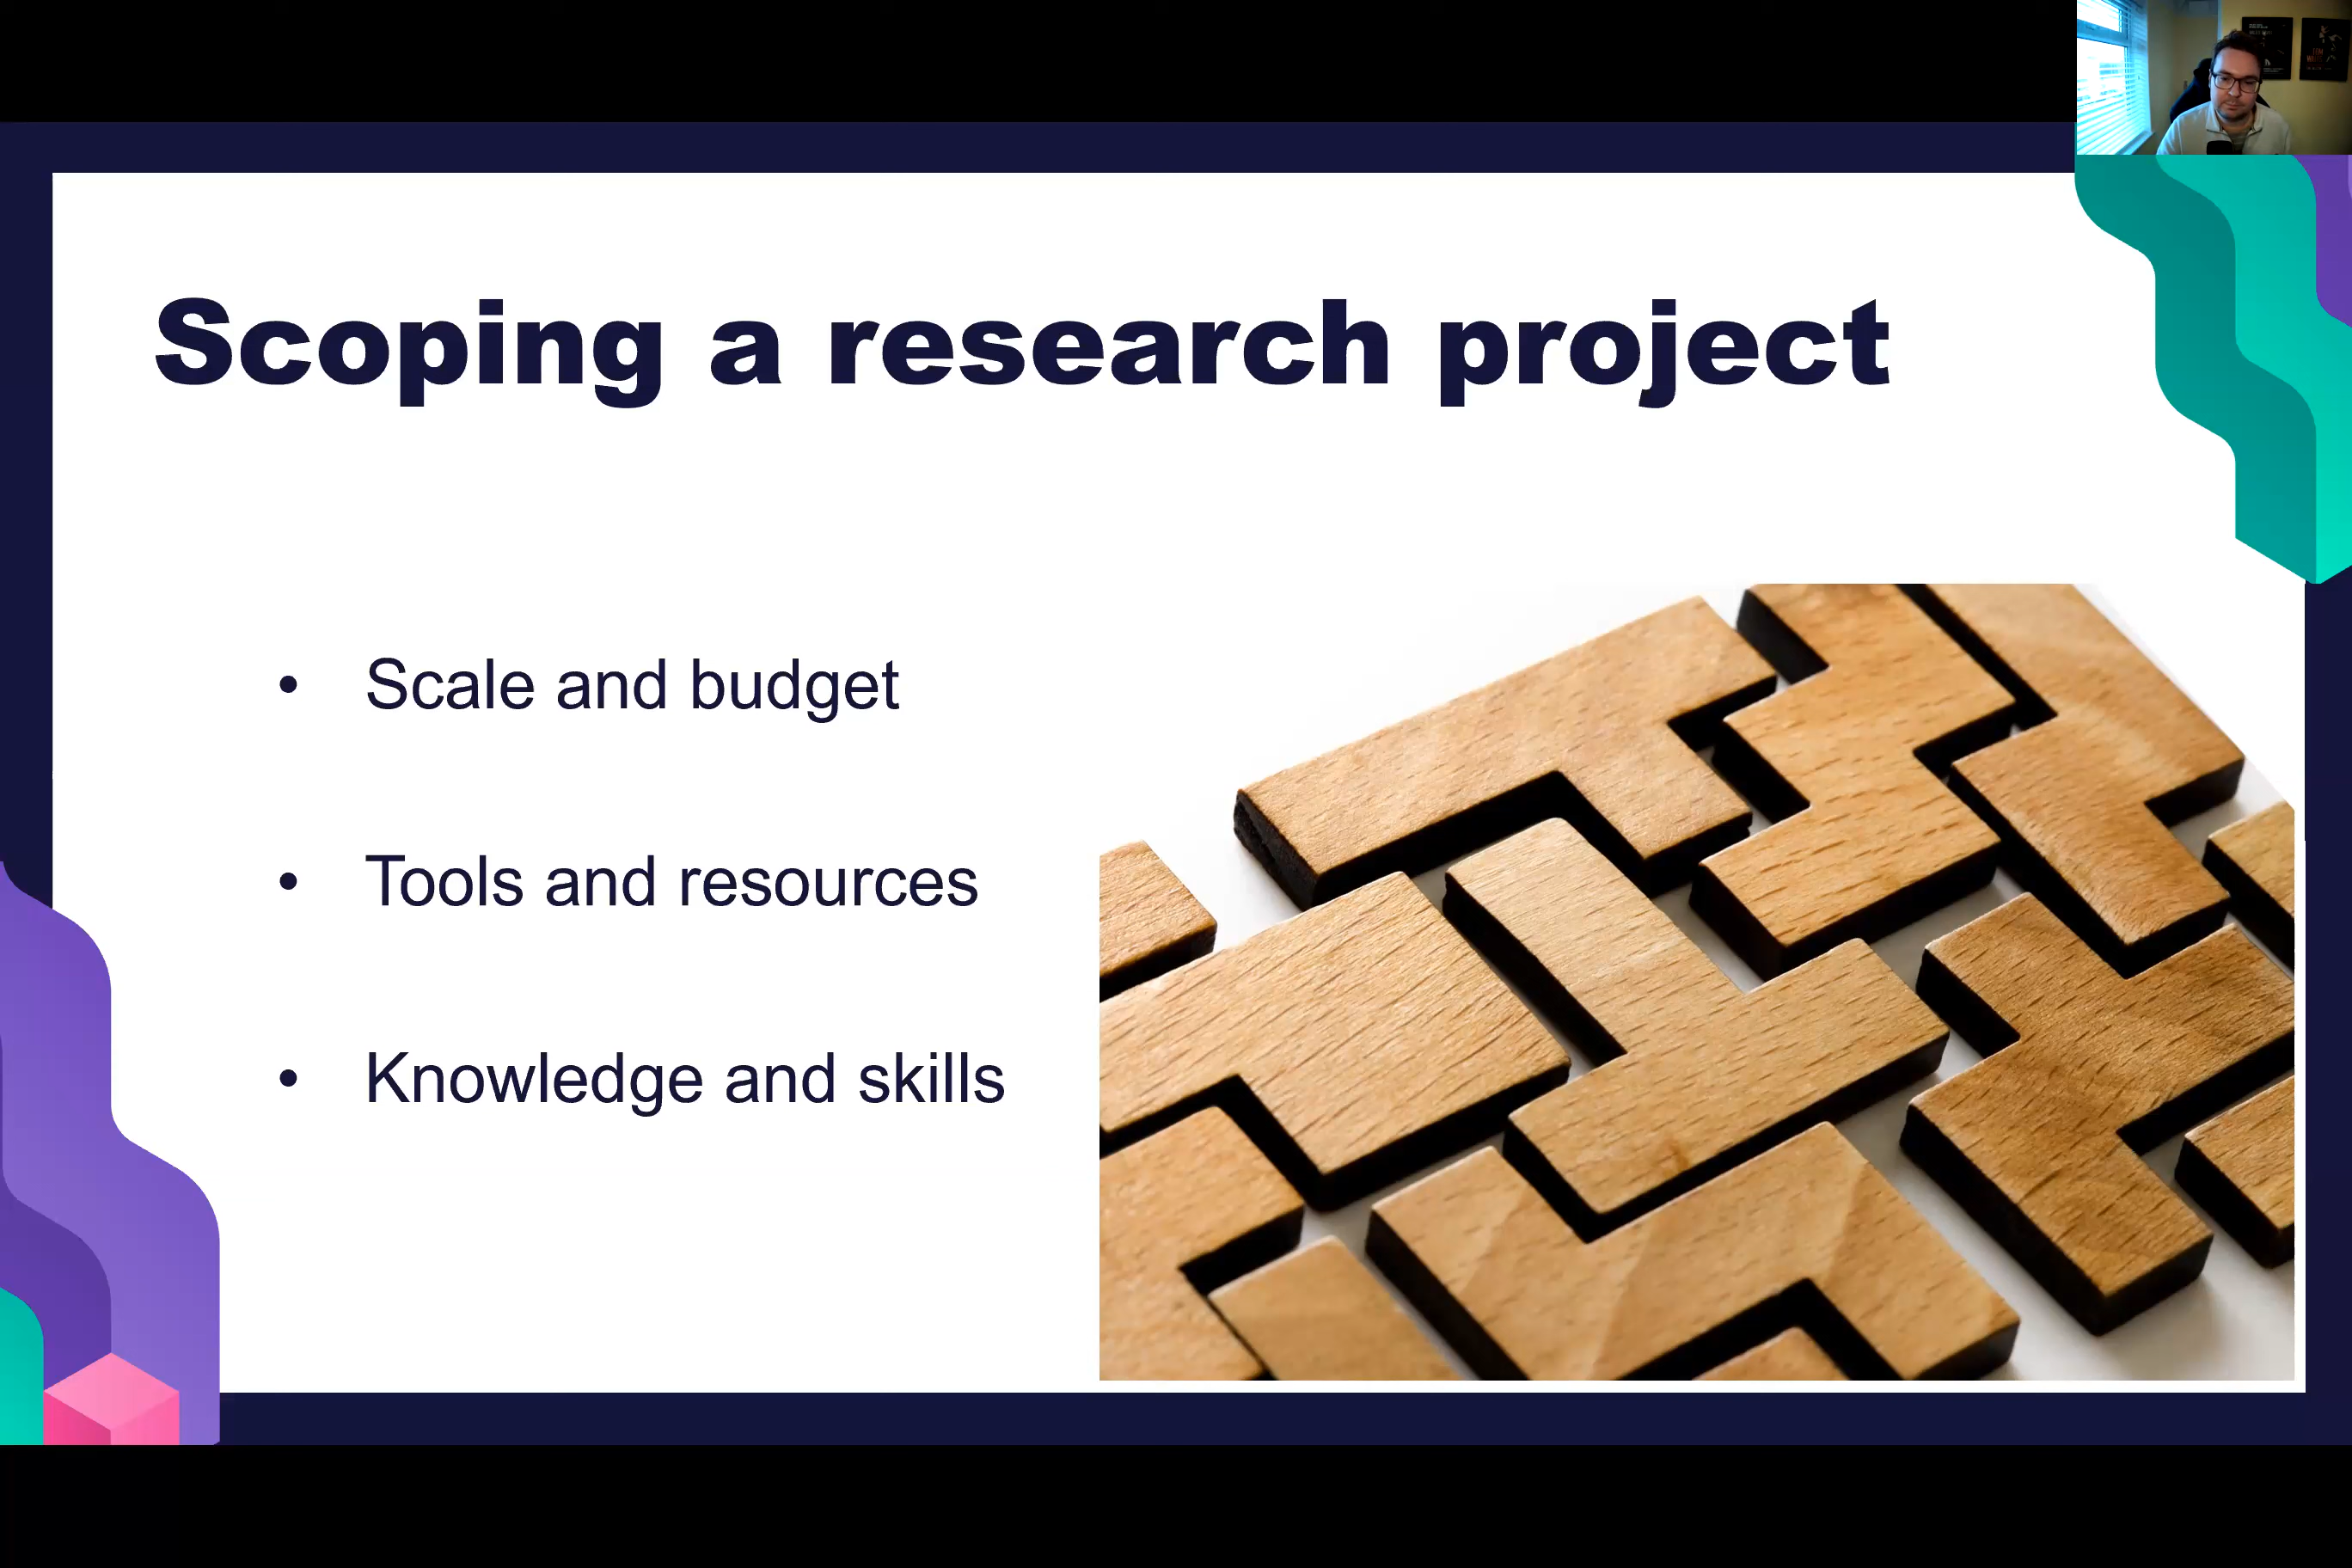 Scoping a research project
• Scale and budget
• Tools and resources
• Knowledge and skills